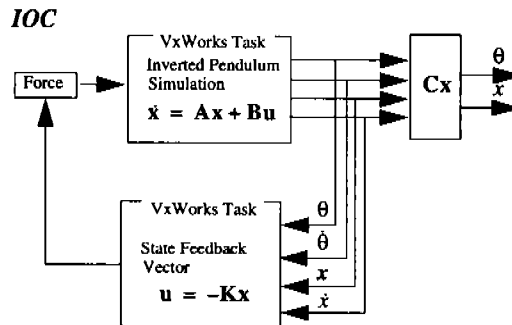 IOC
VxWorks Task
Inverted Pendulum
Simulation
ẋ = Ax + Bu
Force
Cx
θ
x
VxWorks Task
State Feedback
Vector
u = −Kx
θ
θ̇
x
ẋ